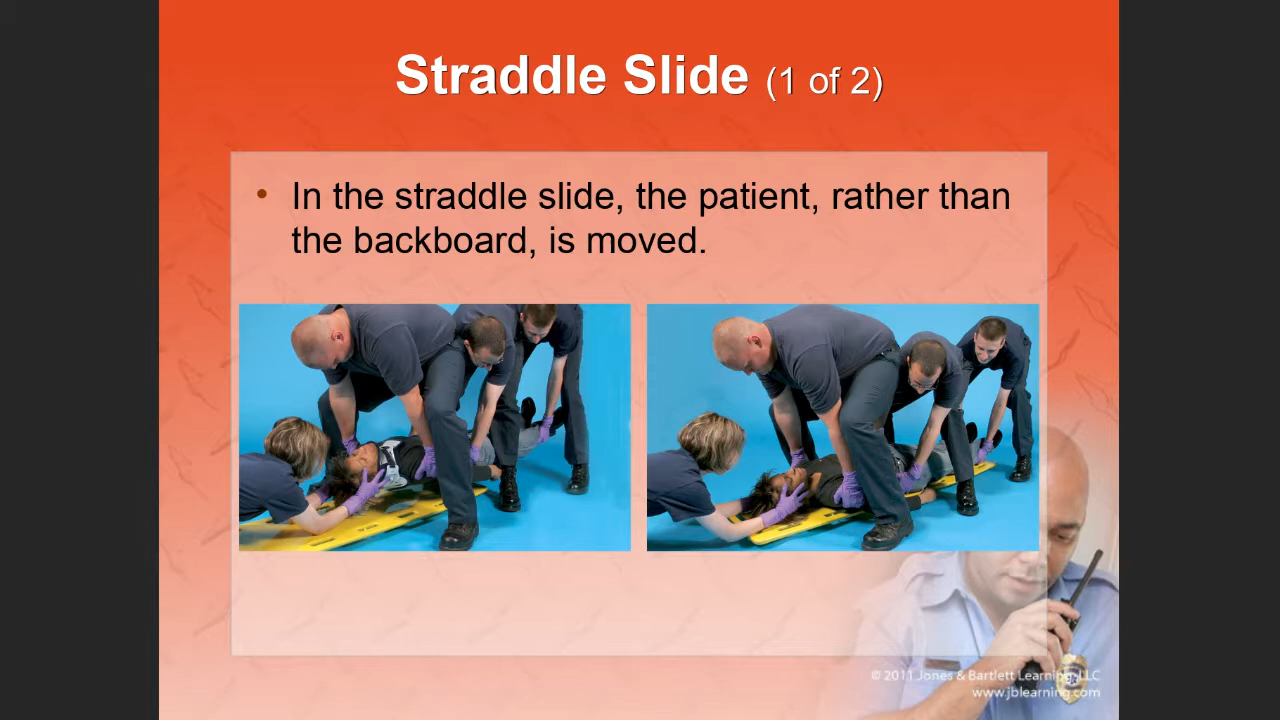 Straddle Slide (1 of 2)
• In the straddle slide, the patient, rather than
the backboard, is moved.
© 2011 Jones & Bartlett Learning, LLC
www.jblearning.com